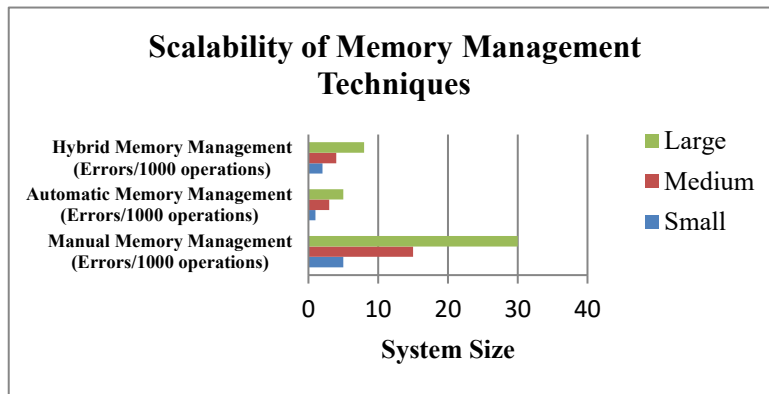 Scalability of Memory Management
Techniques
Hybrid Memory Management
(Errors/1000 operations)
Automatic Memory Management
(Errors/1000 operations)
Manual Memory Management
(Errors/1000 operations)
Large
Medium
Small
0 10 20 30 40
System Size